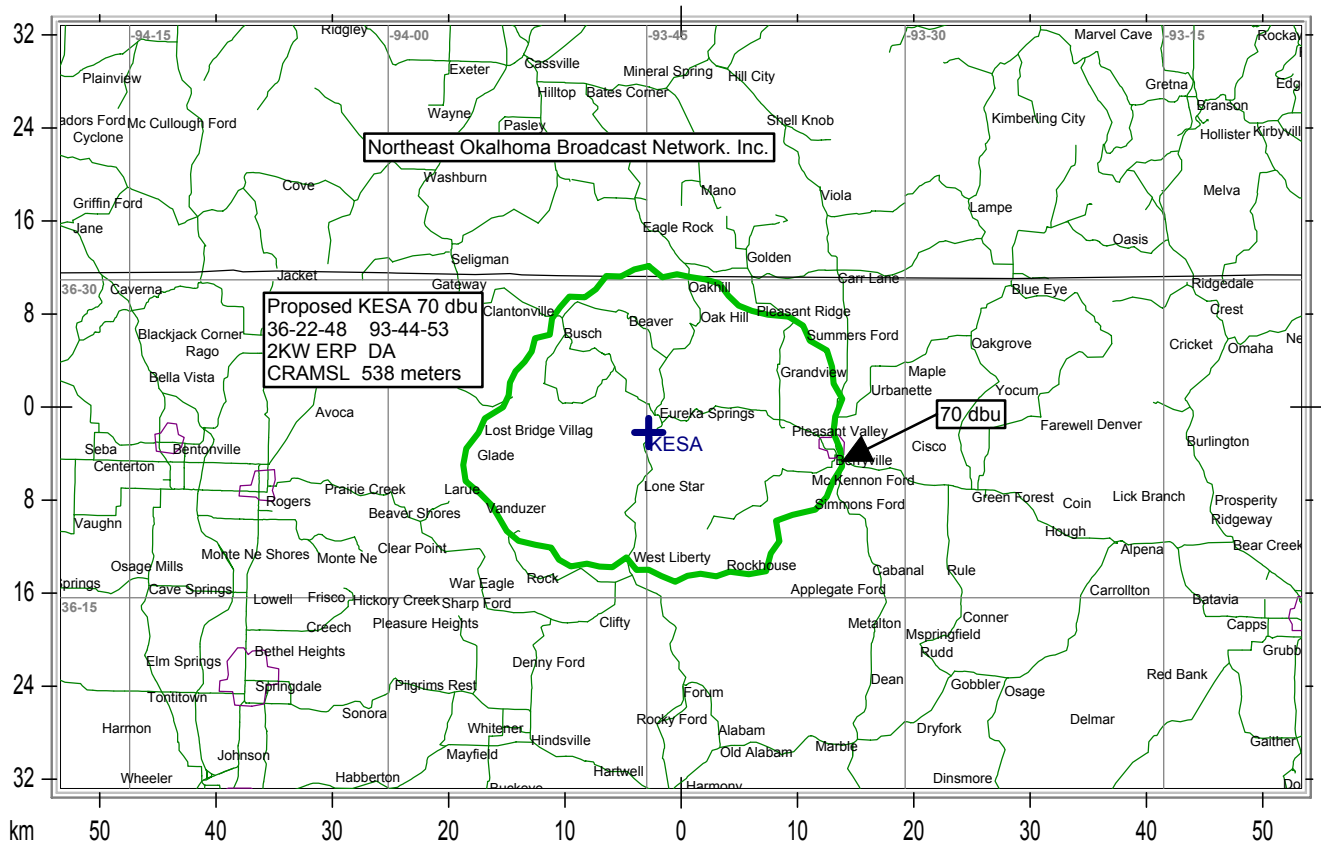 32
-94-15
Ridgley
-94-00
-93-45
-93-30
Marvel Cave
-93-15
Plainview
Exeter
Cassville
Mineral Spring
Hill City
Gretna
Hilltop
Bates Corner
Branson
24
Cyclone
Mc Cullough Ford
Wayne
Pasley
Shell Knob
Kimberling City
Hollister
Northeast Okalhoma Broadcast Network. Inc.
Cove
Washburn
Mano
Viola
Melva
Griffin Ford
Lampe
16
Jane
Eagle Rock
Oasis
Seligman
Golden
Jacket
Carr Lane
36-30
Caverna
Gateway
Oakhill
Blue Eye
Ridgedale
Proposed KESA 70 dbu
36-22-48 93-44-53
2KW ERP DA
CRAMSL 538 meters
Clantonville
Pleasant Ridge
Crest
8
Blackjack Corner
Busch
Beaver
Oak Hill
Summers Ford
Rago
Oakgrove
Cricket
Omaha
Bella Vista
Grandview
Maple
Urbanette
Yocum
0
Avoca
Eureka Springs
70 dbu
Lost Bridge Villag
Pleasant Valley
Farewell
Denver
Seba
Bentonville
KESA
Cisco
Burlington
Centerton
Glade
Berryville
Rogers
Prairie Creek
Larue
Lone Star
Mc Kennon Ford
8
Vaughn
Beaver Shores
Vanduzer
Simmons Ford
Green Forest
Coin
Lick Branch
Prosperity
Ridgeway
Hough
Osage Mills
Monte Ne Shores
Monte Ne
Clear Point
West Liberty
Rockhouse
Alpena
Bear Creek
16
Cave Springs
War Eagle
Rock
Cabanal
Rule
36-15
Lowell
Frisco
Hickory Creek
Sharp Ford
Applegate Ford
Carrollton
Batavia
Creech
Pleasure Heights
Clifty
Metalton
Conner
Capps
Mspringfield
Elm Springs
Bethel Heights
Denny Ford
Rudd
24
Tontitown
Springdale
Pilgrims Rest
Forum
Dean
Gobbler
Osage
Red Bank
Harmon
Sonora
Whitener
Rocky Ford
Alabam
Dryfork
Delmar
Johnson
Mayfield
Hindsville
Old Alabam
Marble
Gaither
32
Wheeler
Habberton
Hartwell
Harmony
Dinsmore
km
50
40
30
20
10
0
10
20
30
40
50